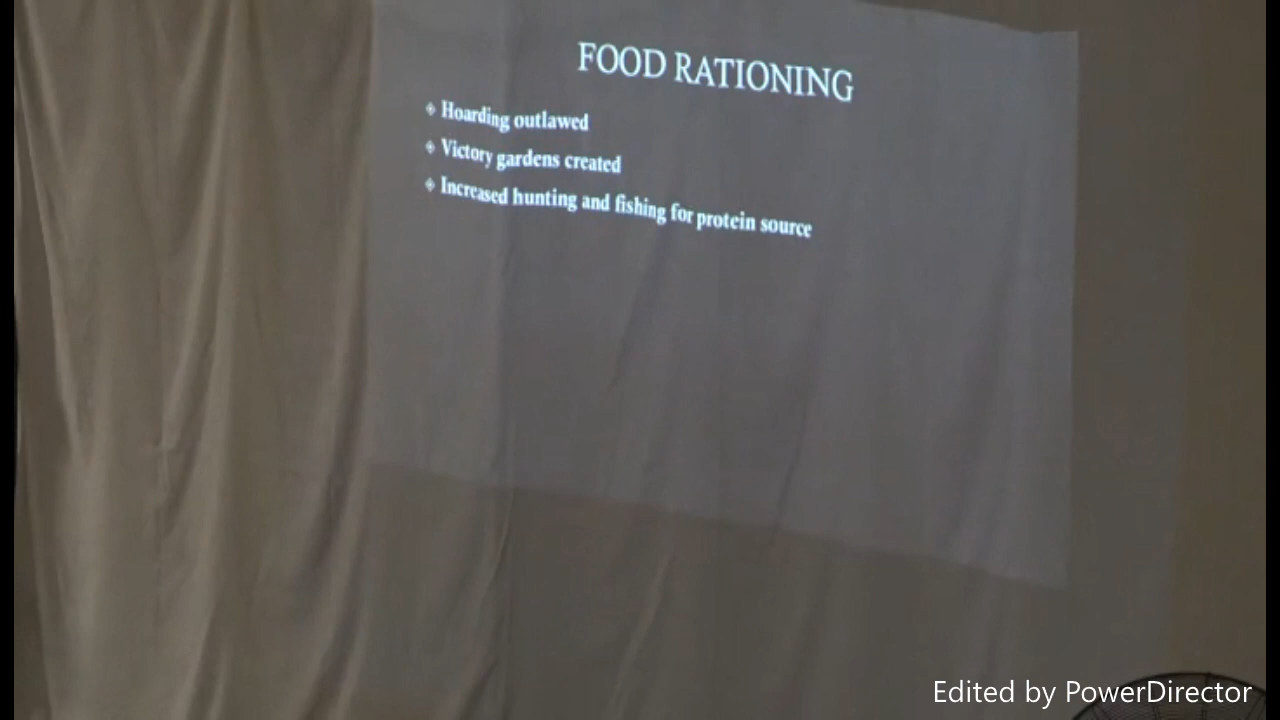 FOOD RATIONING
Hoarding outlawed
Victory gardens created
Increased hunting and fishing for protein source
Edited by PowerDirector